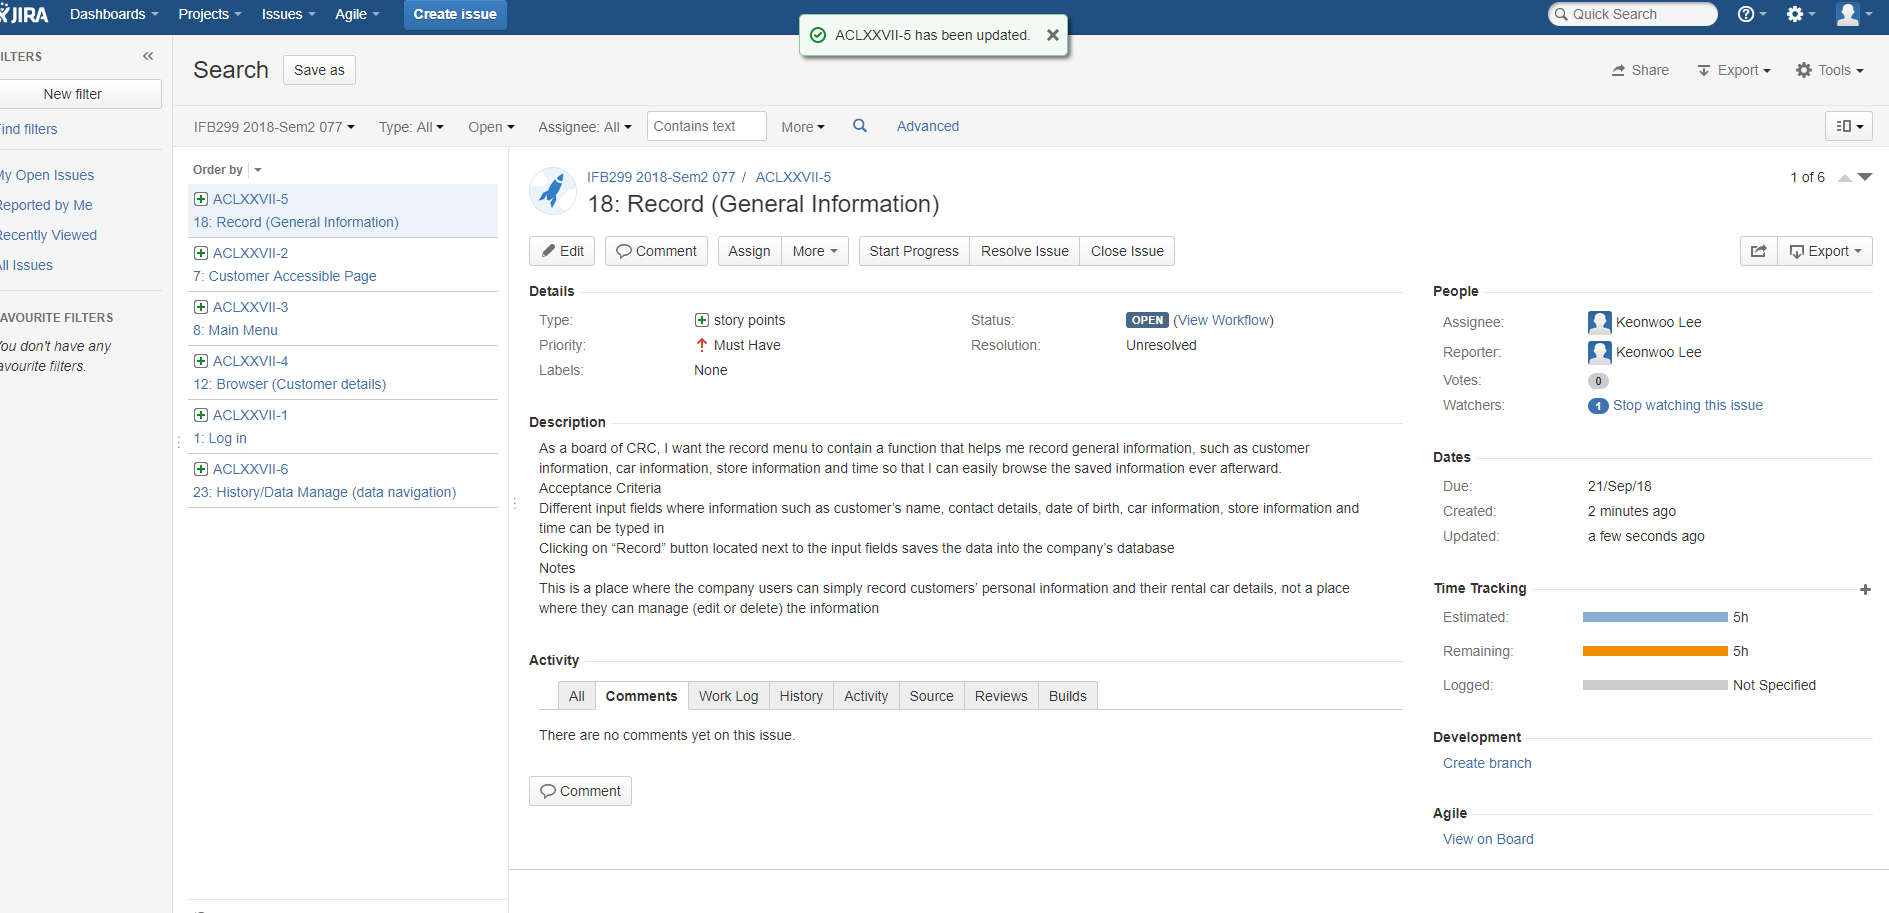 JIRA Dashboards Projects Issues Agile Create issue Quick Search
ACLXXVII-5 has been updated.
ILTERS
Search Save as Share Export Tools
New filter
ind filters
IFB299 2018-Sem2 077 Type: All Open Assignee: All Contains text More Advanced
My Open Issues
Reported by Me
Recently Viewed
All Issues
AVOURITE FILTERS
You don't have any
avourite filters.
Order by
ACLXXVII-5
18: Record (General Information)
ACLXXVII-2
7: Customer Accessible Page
ACLXXVII-3
8: Main Menu
ACLXXVII-4
12: Browser (Customer details)
ACLXXVII-1
1: Log in
ACLXXVII-6
23: History/Data Manage (data navigation)
IFB299 2018-Sem2 077 / ACLXXVII-5
1 of 6
18: Record (General Information)
Edit Comment Assign More Start Progress Resolve Issue Close Issue Export
Details
Type: story points Status: OPEN (View Workflow)
Priority: Must Have Resolution: Unresolved
Labels: None
Description
As a board of CRC, I want the record menu to contain a function that helps me record general information, such as customer
information, car information, store information and time so that I can easily browse the saved information ever afterward.
Acceptance Criteria
Different input fields where information such as customer’s name, contact details, date of birth, car information, store information and
time can be typed in
Clicking on “Record” button located next to the input fields saves the data into the company’s database
Notes
This is a place where the company users can simply record customers’ personal information and their rental car details, not a place
where they can manage (edit or delete) the information
Activity
All Comments Work Log History Activity Source Reviews Builds
There are no comments yet on this issue.
Comment
People
Assignee: Keonwoo Lee
Reporter: Keonwoo Lee
Votes: 0
Watchers: 1 Stop watching this issue
Dates
Due: 21/Sep/18
Created: 2 minutes ago
Updated: a few seconds ago
Time Tracking
Estimated: 5h
Remaining: 5h
Logged: Not Specified
Development
Create branch
Agile
View on Board